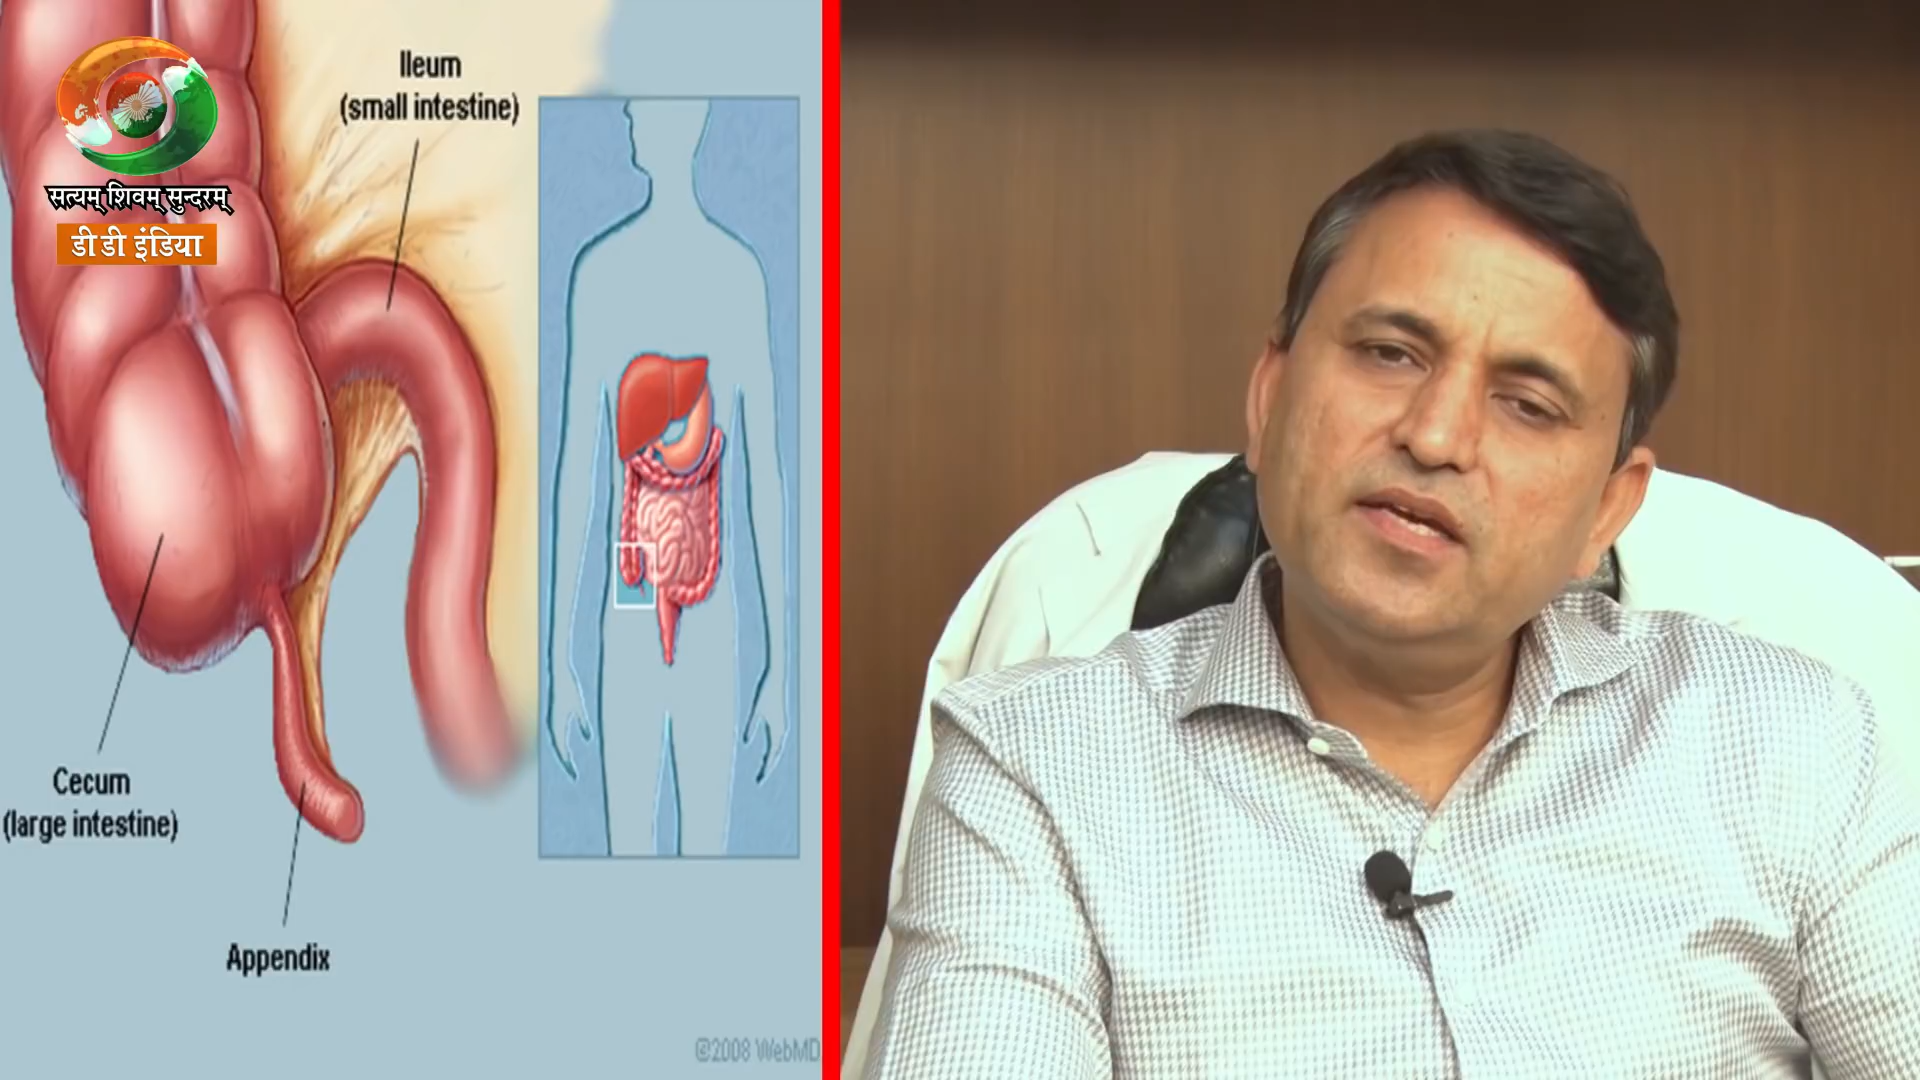 सत्यम् शिवम् सुन्दरम्
डी डी इंडिया
Ileum
(small intestine)
Cecum
(large intestine)
Appendix
©2008 WebMD